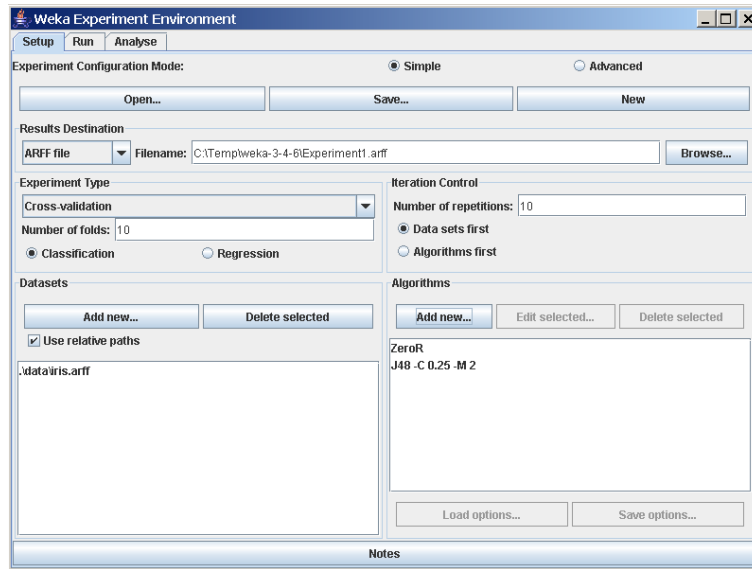 Weka Experiment Environment
Setup Run Analyse
Experiment Configuration Mode: Simple Advanced
Open... Save... New
Results Destination
ARFF file Filename: C:\Temp\weka-3-4-6\Experiment1.arff Browse...
Experiment Type
Cross-validation
Number of folds: 10
Classification Regression
Iteration Control
Number of repetitions: 10
Data sets first
Algorithms first
Datasets
Add new... Delete selected
Use relative paths
.\data\iris.arff
Algorithms
Add new... Edit selected... Delete selected
ZeroR
J48 -C 0.25 -M 2
Load options... Save options...
Notes